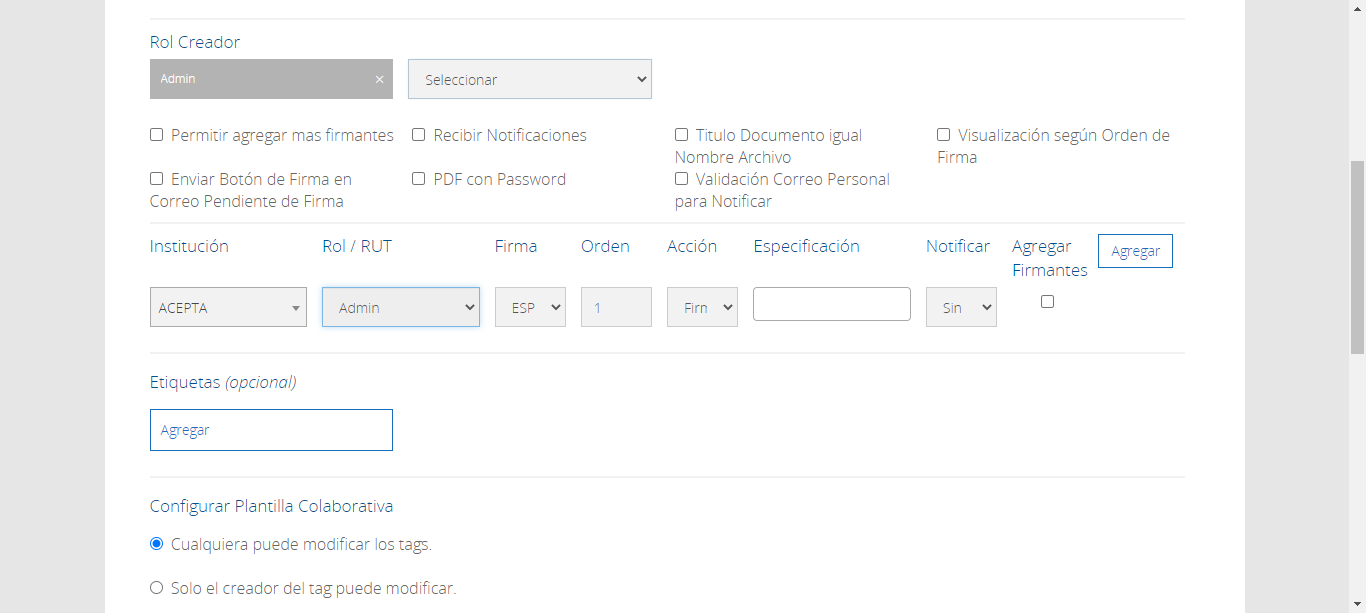 Rol Creador
Admin ×
Seleccionar
Permitir agregar mas firmantes
Recibir Notificaciones
Titulo Documento igual
Nombre Archivo
Visualización según Orden de
Firma
Enviar Botón de Firma en
Correo Pendiente de Firma
PDF con Password
Validación Correo Personal
para Notificar
Institución
Rol / RUT
Firma
Orden
Acción
Especificación
Notificar
Agregar
Firmantes
Agregar
ACEPTA
Admin
ESP
1
Firn
Sin
Etiquetas (opcional)
Agregar
Configurar Plantilla Colaborativa
Cualquiera puede modificar los tags.
Solo el creador del tag puede modificar.